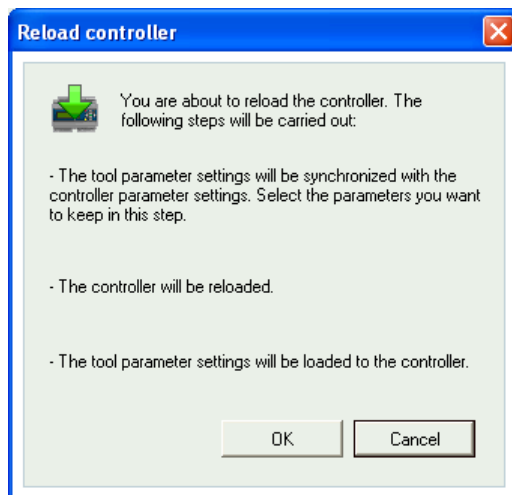 Reload controller
You are about to reload the controller. The
following steps will be carried out:
- The tool parameter settings will be synchronized with the
controller parameter settings. Select the parameters you want
to keep in this step.
- The controller will be reloaded.
- The tool parameter settings will be loaded to the controller.
OK
Cancel